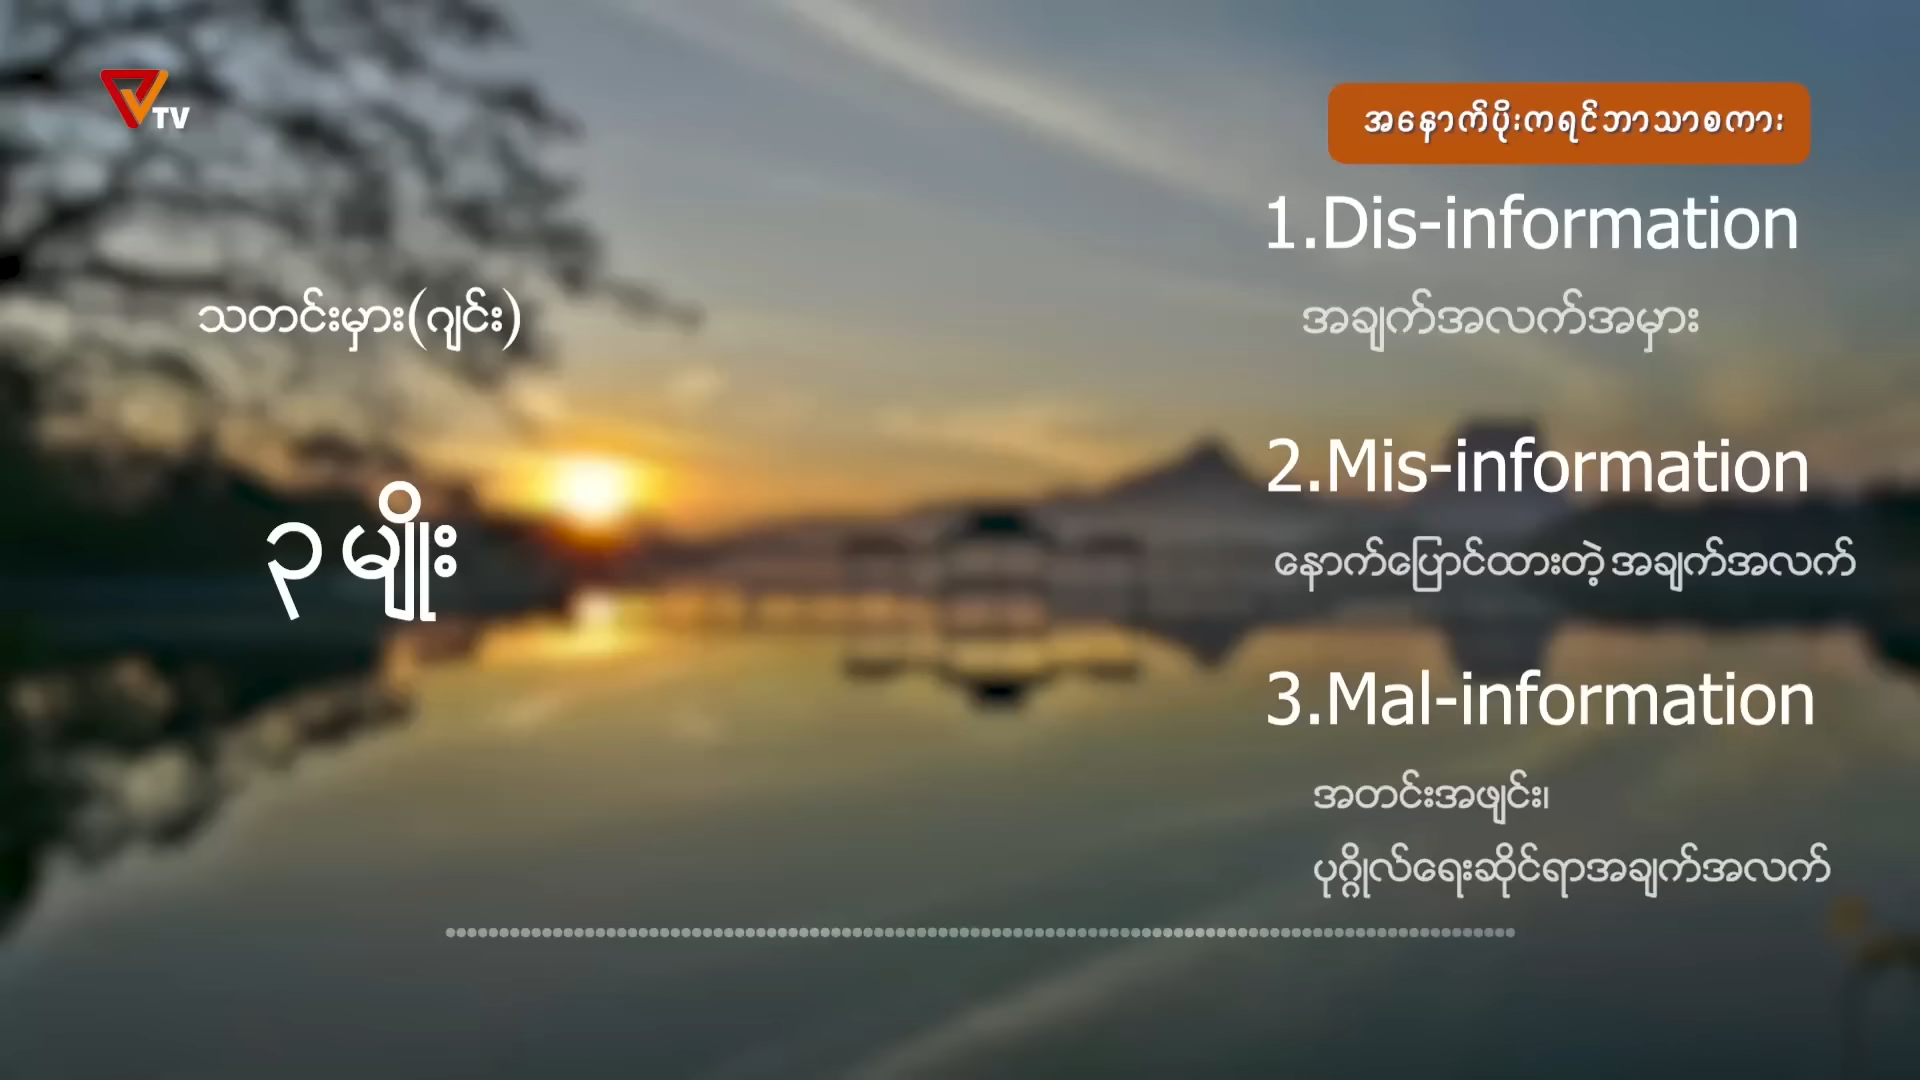 TV
အနောက်ပိုးကရင်ဘာသာစကား
သတင်းမှား(ဂျင်း)
၃ မျိုး
1.Dis-information
အချက်အလက်အမှား
2.Mis-information
နောက်ပြောင်ထားတဲ့ အချက်အလက်
3.Mal-information
အတင်းအဖျင်း၊
ပုဂ္ဂိုလ်ရေးဆိုင်ရာအချက်အလက်